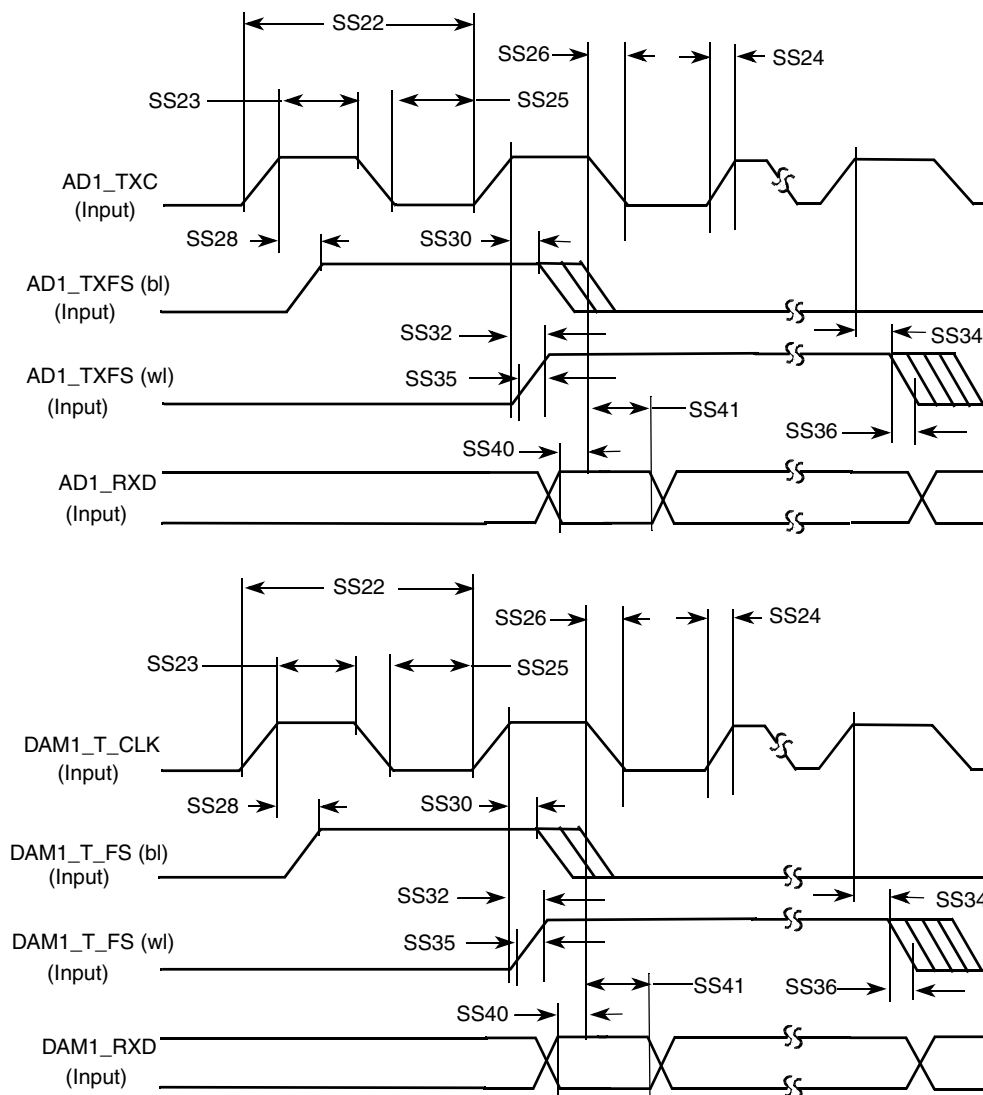 SS22
SS26
SS24
SS23
SS25
AD1_TXC
(Input)
SS28
SS30
AD1_TXFS (bl)
(Input)
SS32
SS34
AD1_TXFS (wl)
(Input)
SS35
SS41
SS36
SS40
AD1_RXD
(Input)
SS22
SS26
SS24
SS23
SS25
DAM1_T_CLK
(Input)
SS28
SS30
DAM1_T_FS (bl)
(Input)
SS32
SS34
DAM1_T_FS (wl)
(Input)
SS35
SS41
SS36
SS40
DAM1_RXD
(Input)